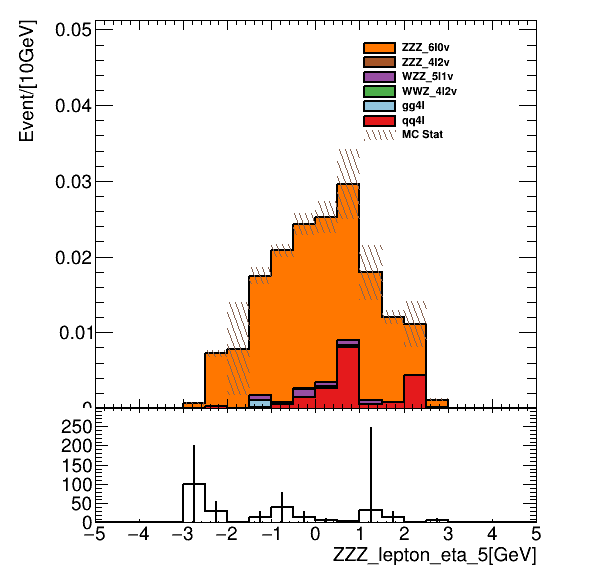 Event/[10GeV]
0.05
0.04
0.03
0.02
0.01
0
ZZZ_6l0v
ZZZ_4l2v
WZZ_5l1v
WWZ_4l2v
gg4l
qq4l
MC Stat
250
200
150
100
50
0
−5 −4 −3 −2 −1 0 1 2 3 4 5
ZZZ_lepton_eta_5[GeV]